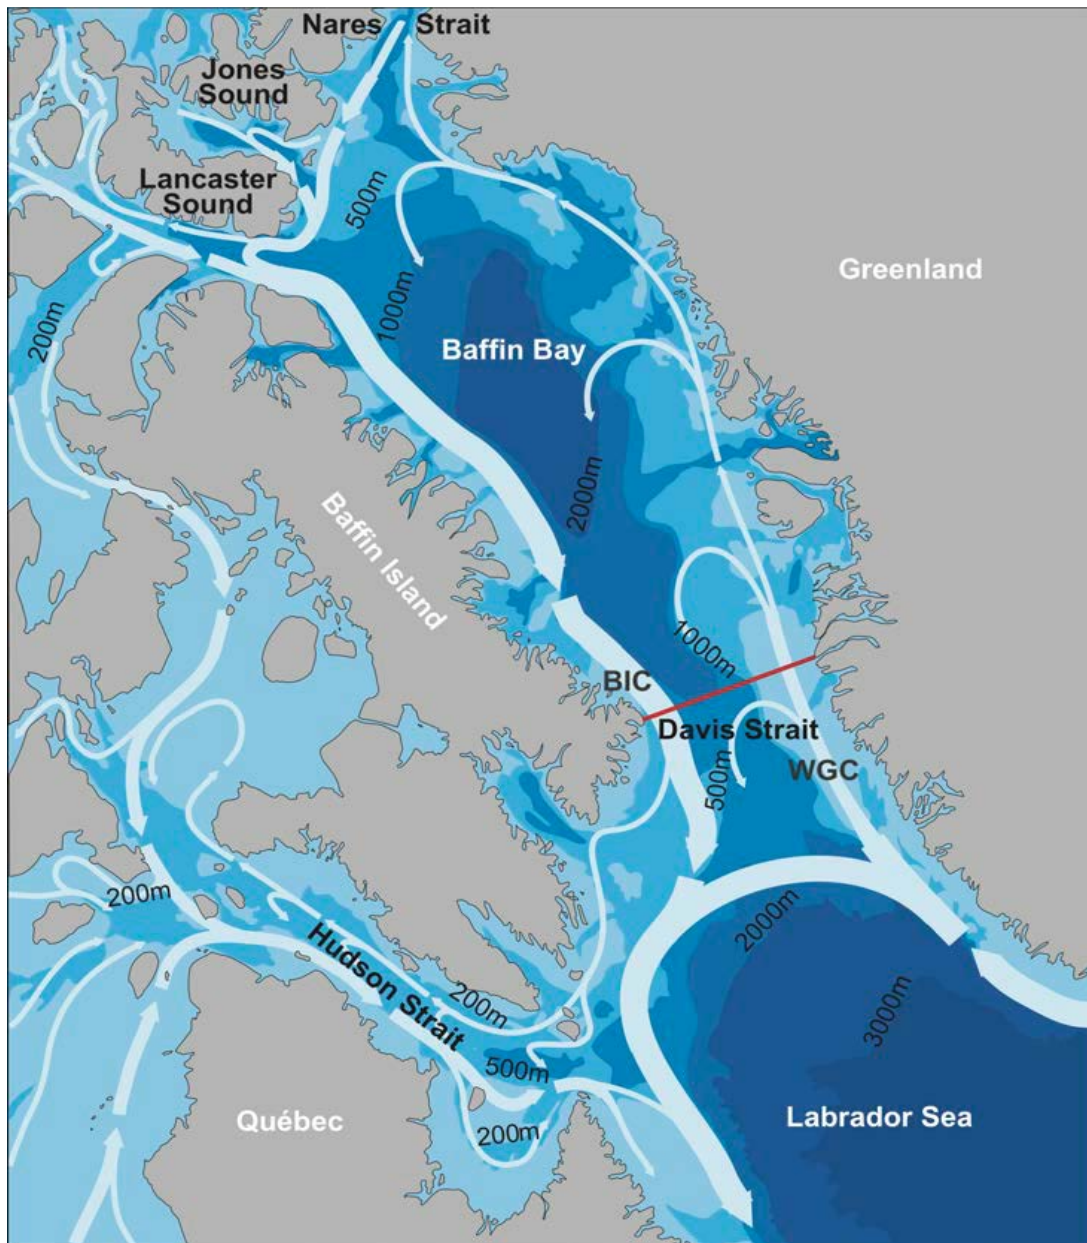 Nares Strait
Jones
Sound
Lancaster
Sound
500m
Greenland
200m
1000m
Baffin Bay
2000m
Baffin Island
1000m
BIC
Davis Strait
500m
WGC
200m
2000m
Hudson Strait
200m
3000m
500m
Québec
200m
Labrador Sea